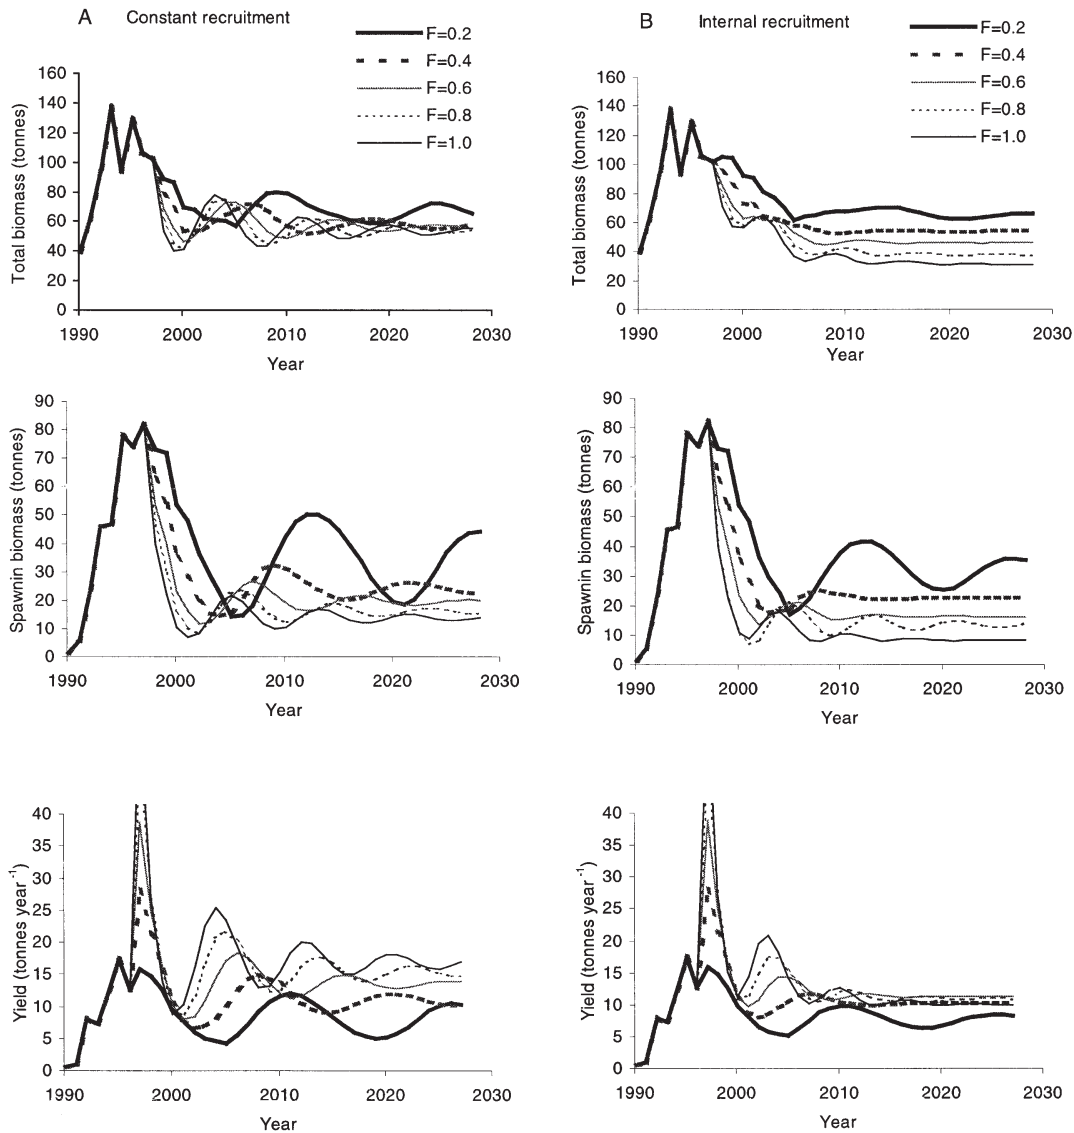 A Constant recruitment
F=0.2
F=0.4
F=0.6
F=0.8
F=1.0
Total biomass (tonnes)
160
140
120
100
80
60
40
20
0
1990 2000 2010 2020 2030
Year
B Internal recruitment
F=0.2
F=0.4
F=0.6
F=0.8
F=1.0
Total biomass (tonnes)
160
140
120
100
80
60
40
20
0
1990 2000 2010 2020 2030
Year
Spawnin biomass (tonnes)
90
80
70
60
50
40
30
20
10
0
1990 2000 2010 2020 2030
Year
Spawnin biomass (tonnes)
90
80
70
60
50
40
30
20
10
0
1990 2000 2010 2020 2030
Year
Yield (tonnes year⁻¹)
40
35
30
25
20
15
10
5
0
1990 2000 2010 2020 2030
Year
Yield (tonnes year⁻¹)
40
35
30
25
20
15
10
5
0
1990 2000 2010 2020 2030
Year